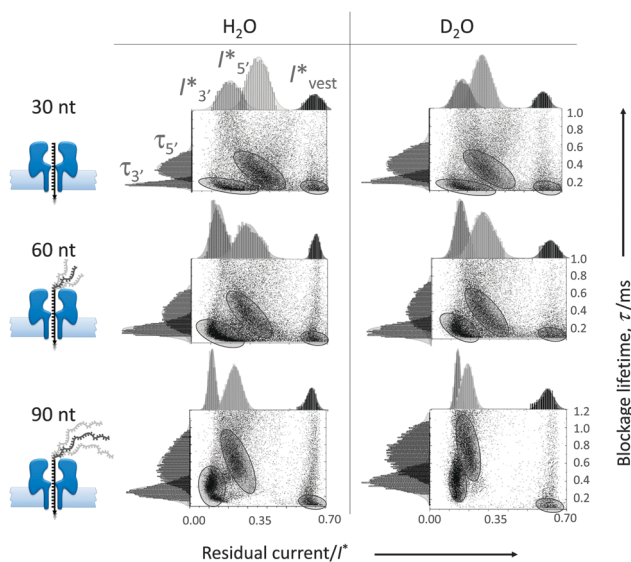 H₂O
D₂O
I*3′
I*5′
I*vest
30 nt
τ5′
τ3′
1.0
0.8
0.6
0.4
0.2
60 nt
1.0
0.8
0.6
0.4
0.2
90 nt
1.2
1.0
0.8
0.6
0.4
0.2
0.00 0.35 0.70
0.00 0.35 0.70
Residual current/I*
Blockage lifetime, τ/ms